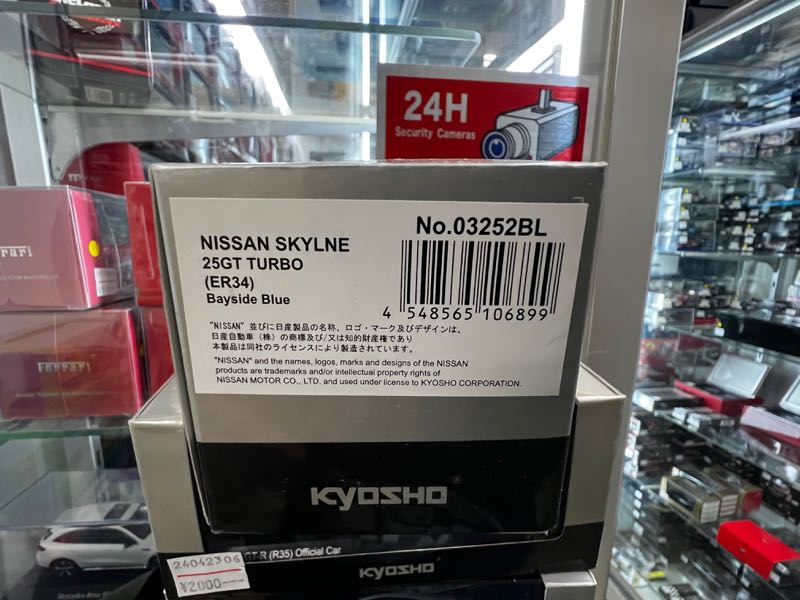 24H
Security Cameras
NISSAN SKYLNE
25GT TURBO
(ER34)
Bayside Blue
No.03252BL
4 548565 106899
"NISSAN" 並びに日産製品の名称、ロゴ・マーク及びデザインは、
日産自動車(株)の商標及び/又は知的財産権であり
本製品は同社のライセンスにより製造されています。
"NISSAN" and the names, logos, marks and designs of the NISSAN
products are trademarks and/or intellectual property rights of
NISSAN MOTOR CO., LTD. and used under license to KYOSHO CORPORATION.
KYOSHO®
GT-R (R35) Official Car
KYOSHO
24042306
¥2000
Ferrari
Mercedes-Benz